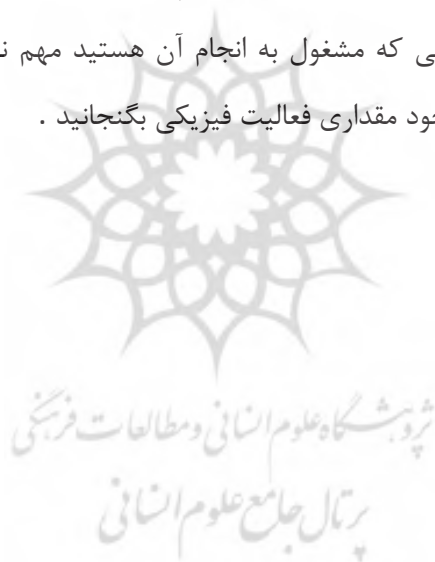 ی که مشغول به انجام آن هستید مهم ن
خود مقداری فعالیت فیزیکی بگنجانید .
پژوهشگاه علوم انسانی و مطالعات فرهنگی
پرتال جامع علوم انسانی